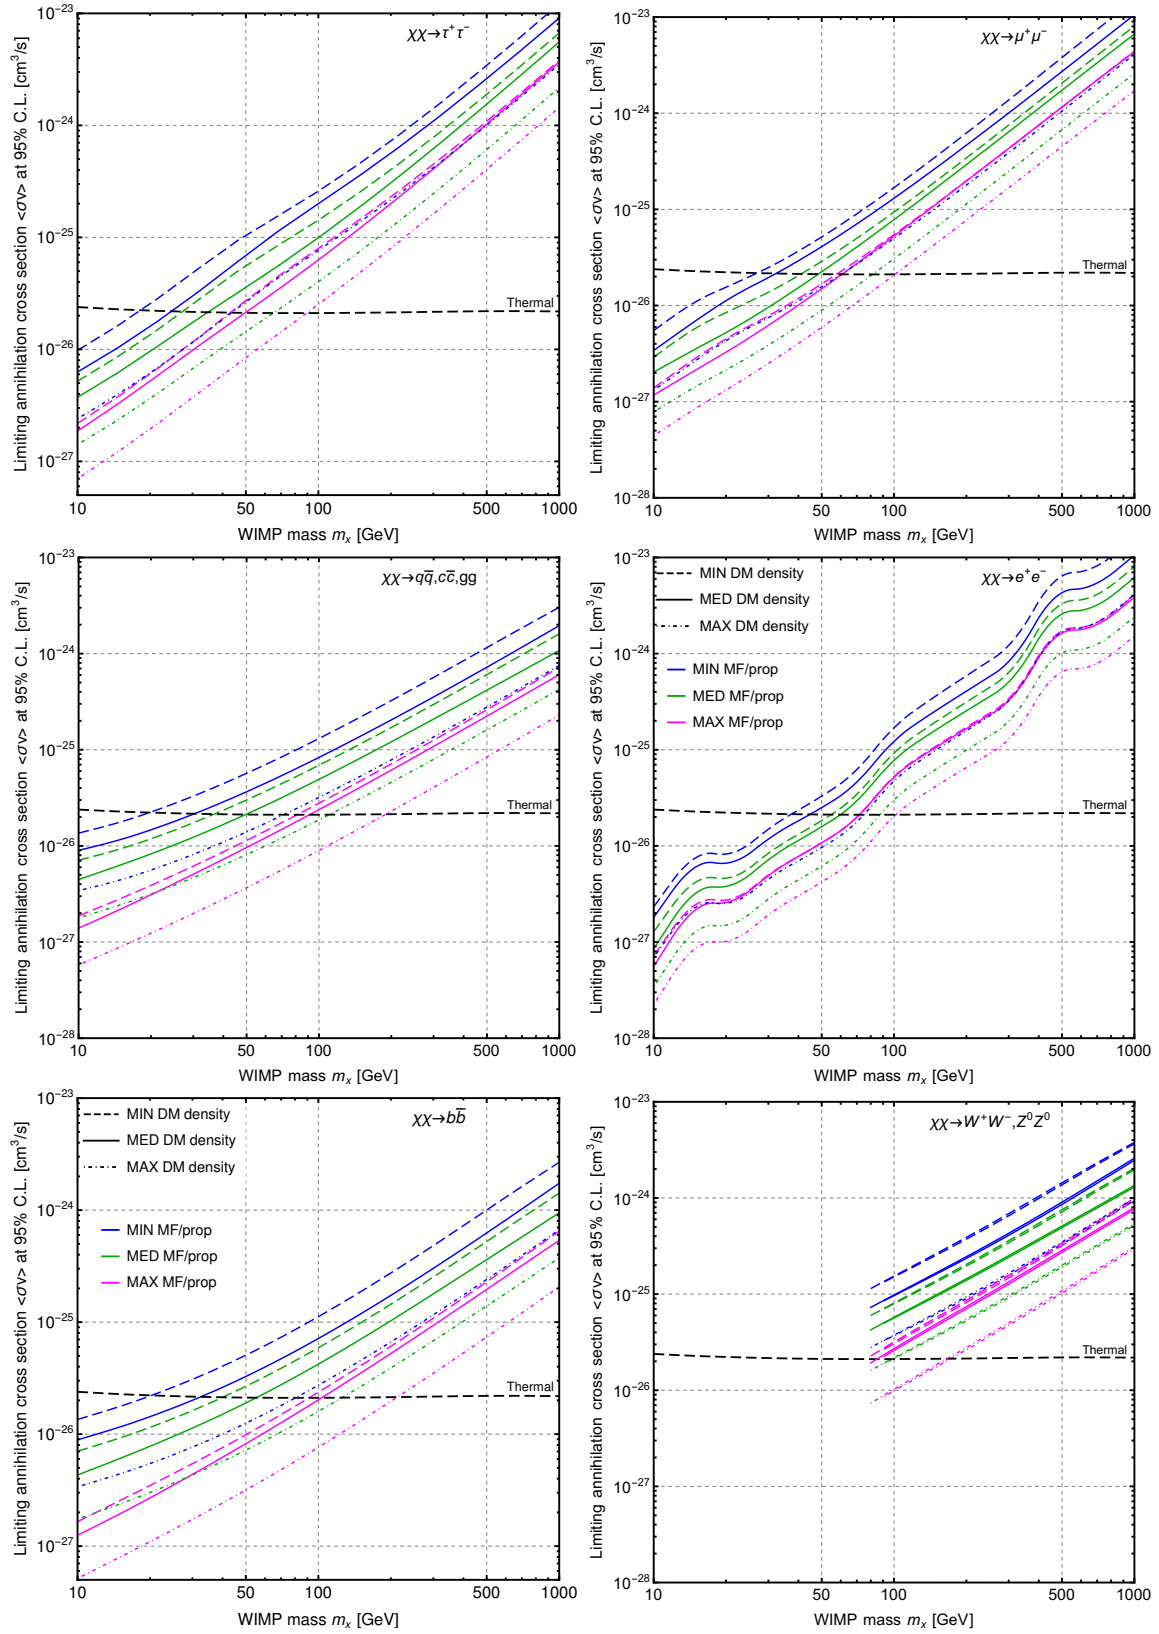 χχ→τ⁺τ⁻
10⁻²³
10⁻²⁴
10⁻²⁵
10⁻²⁶
10⁻²⁷
Thermal
10 50 100 500 1000
WIMP mass mₓ [GeV]
Limiting annihilation cross section <σv> at 95% C.L. [cm³/s]
χχ→μ⁺μ⁻
10⁻²³
10⁻²⁴
10⁻²⁵
10⁻²⁶
10⁻²⁷
10⁻²⁸
Thermal
10 50 100 500 1000
WIMP mass mₓ [GeV]
Limiting annihilation cross section <σv> at 95% C.L. [cm³/s]
χχ→qq̅,cc̅,gg
10⁻²³
10⁻²⁴
10⁻²⁵
10⁻²⁶
10⁻²⁷
10⁻²⁸
Thermal
10 50 100 500 1000
WIMP mass mₓ [GeV]
Limiting annihilation cross section <σv> at 95% C.L. [cm³/s]
χχ→e⁺e⁻
MIN DM density
MED DM density
MAX DM density
MIN MF/prop
MED MF/prop
MAX MF/prop
10⁻²³
10⁻²⁴
10⁻²⁵
10⁻²⁶
10⁻²⁷
10⁻²⁸
Thermal
10 50 100 500 1000
WIMP mass mₓ [GeV]
Limiting annihilation cross section <σv> at 95% C.L. [cm³/s]
χχ→bb̅
MIN DM density
MED DM density
MAX DM density
MIN MF/prop
MED MF/prop
MAX MF/prop
10⁻²³
10⁻²⁴
10⁻²⁵
10⁻²⁶
10⁻²⁷
Thermal
10 50 100 500 1000
WIMP mass mₓ [GeV]
Limiting annihilation cross section <σv> at 95% C.L. [cm³/s]
χχ→W⁺W⁻,Z⁰Z⁰
10⁻²³
10⁻²⁴
10⁻²⁵
10⁻²⁶
10⁻²⁷
10⁻²⁸
Thermal
10 50 100 500 1000
WIMP mass mₓ [GeV]
Limiting annihilation cross section <σv> at 95% C.L. [cm³/s]